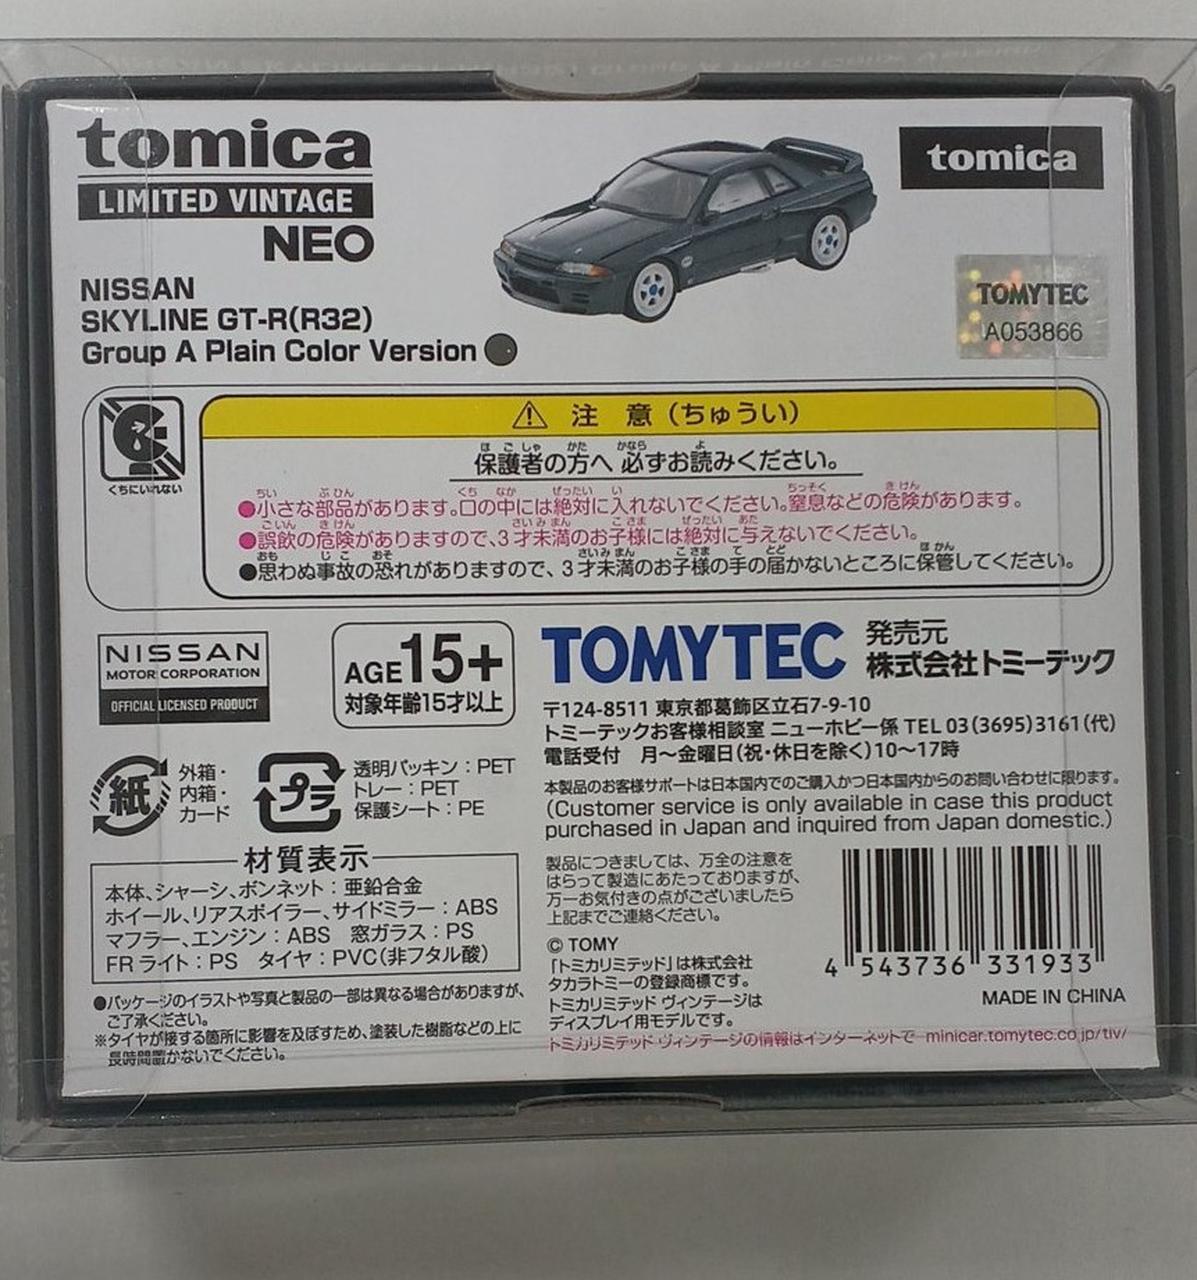 tomica
LIMITED VINTAGE
NEO
NISSAN
SKYLINE GT-R(R32)
Group A Plain Color Version
tomica
TOMYTEC
A053866
くちにいれない
⚠ 注 意（ちゅうい）
保護者の方へ 必ずお読みください。
●小さな部品があります。口の中には絶対に入れないでください。窒息などの危険があります。
●誤飲の危険がありますので、3才未満のお子様には絶対に与えないでください。
●思わぬ事故の恐れがありますので、3才未満のお子様の手の届かないところに保管してください。
NISSAN
MOTOR CORPORATION
OFFICIAL LICENSED PRODUCT
AGE15+
対象年齢15才以上
TOMYTEC
発売元
株式会社トミーテック
〒124-8511 東京都葛飾区立石7-9-10
トミーテックお客様相談室 ニューホビー係 TEL 03(3695)3161(代)
電話受付　月～金曜日(祝・休日を除く)10～17時
紙
外箱・
内箱・
カード
プラ
透明パッキン：PET
トレー：PET
保護シート：PE
本製品のお客様サポートは日本国内でのご購入かつ日本国内からのお問い合わせに限ります。
(Customer service is only available in case this product
purchased in Japan and inquired from Japan domestic.)
材質表示
本体、シャーシ、ボンネット：亜鉛合金
ホイール、リアスポイラー、サイドミラー：ABS
マフラー、エンジン：ABS　窓ガラス：PS
FRライト：PS　タイヤ：PVC(非フタル酸)
●パッケージのイラストや写真と製品の一部は異なる場合がありますが、
ご了承ください。
※タイヤが接する箇所に影響を及ぼすため、塗装した樹脂などの上に
長時間置かないでください。
製品につきましては、万全の注意を
はらって製造にあたっておりますが、
万一お気付きの点がございましたら
上記までご連絡ください。
© TOMY
「トミカリミテッド」は株式会社
タカラトミーの登録商標です。
トミカリミテッド ヴィンテージは
ディスプレイ用モデルです。
4 543736 331933
MADE IN CHINA
トミカリミテッド ヴィンテージの情報はインターネットで minicar.tomytec.co.jp/tlv/